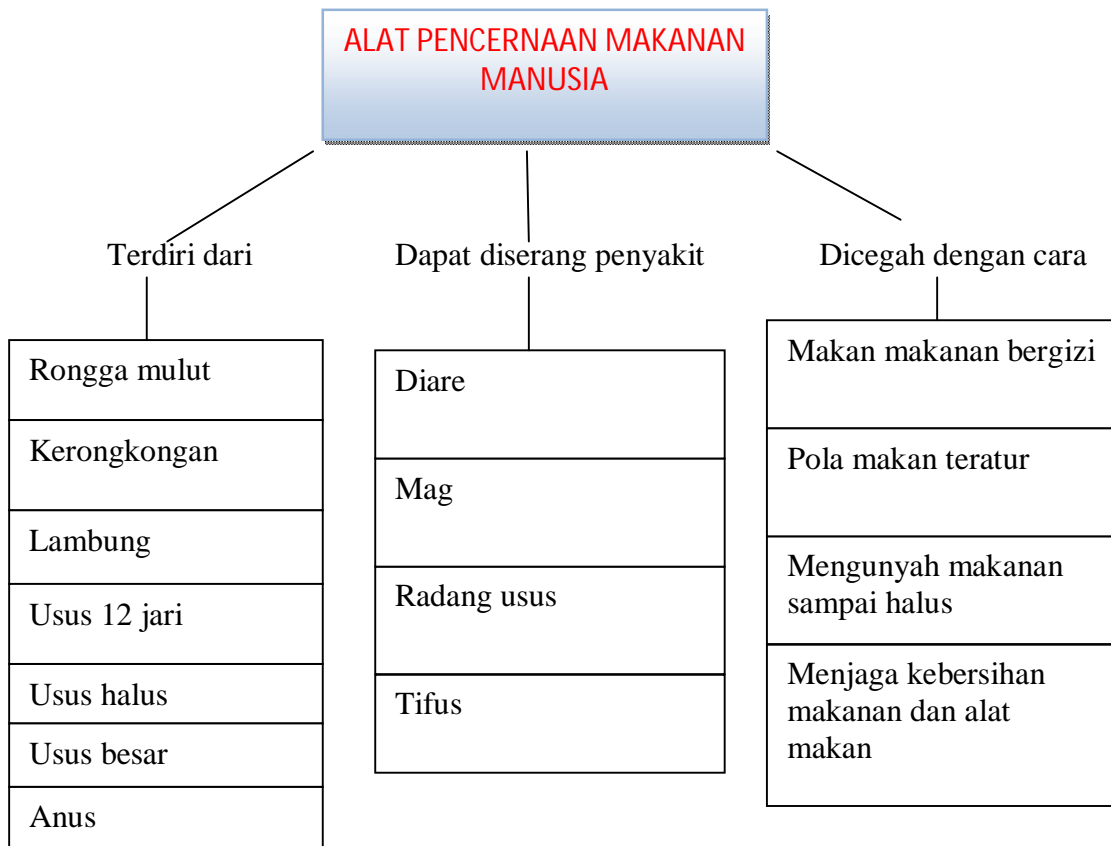 ALAT PENCERNAAN MAKANAN
MANUSIA
Terdiri dari
Rongga mulut
Kerongkongan
Lambung
Usus 12 jari
Usus halus
Usus besar
Anus
Dapat diserang penyakit
Diare
Mag
Radang usus
Tifus
Dicegah dengan cara
Makan makanan bergizi
Pola makan teratur
Mengunyah makanan
sampai halus
Menjaga kebersihan
makanan dan alat
makan